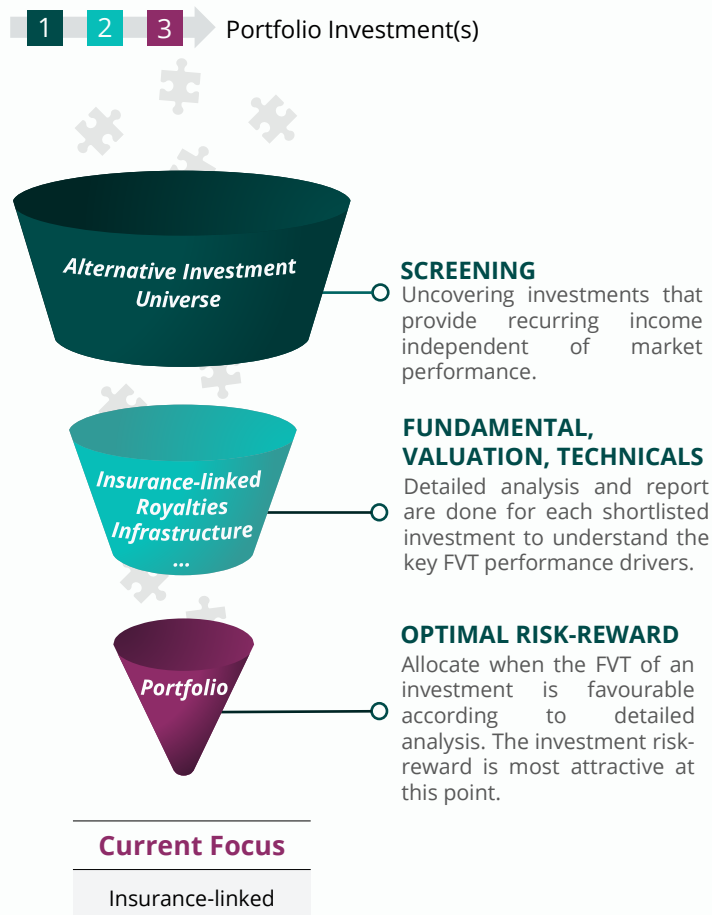 1 2 3 Portfolio Investment(s)
Alternative Investment
Universe
SCREENING
Uncovering investments that
provide recurring income
independent of market
performance.
Insurance-linked
Royalties
Infrastructure
...
FUNDAMENTAL,
VALUATION, TECHNICALS
Detailed analysis and report
are done for each shortlisted
investment to understand the
key FVT performance drivers.
Portfolio
OPTIMAL RISK-REWARD
Allocate when the FVT of an
investment is favourable
according to detailed
analysis. The investment risk-
reward is most attractive at
this point.
Current Focus
Insurance-linked